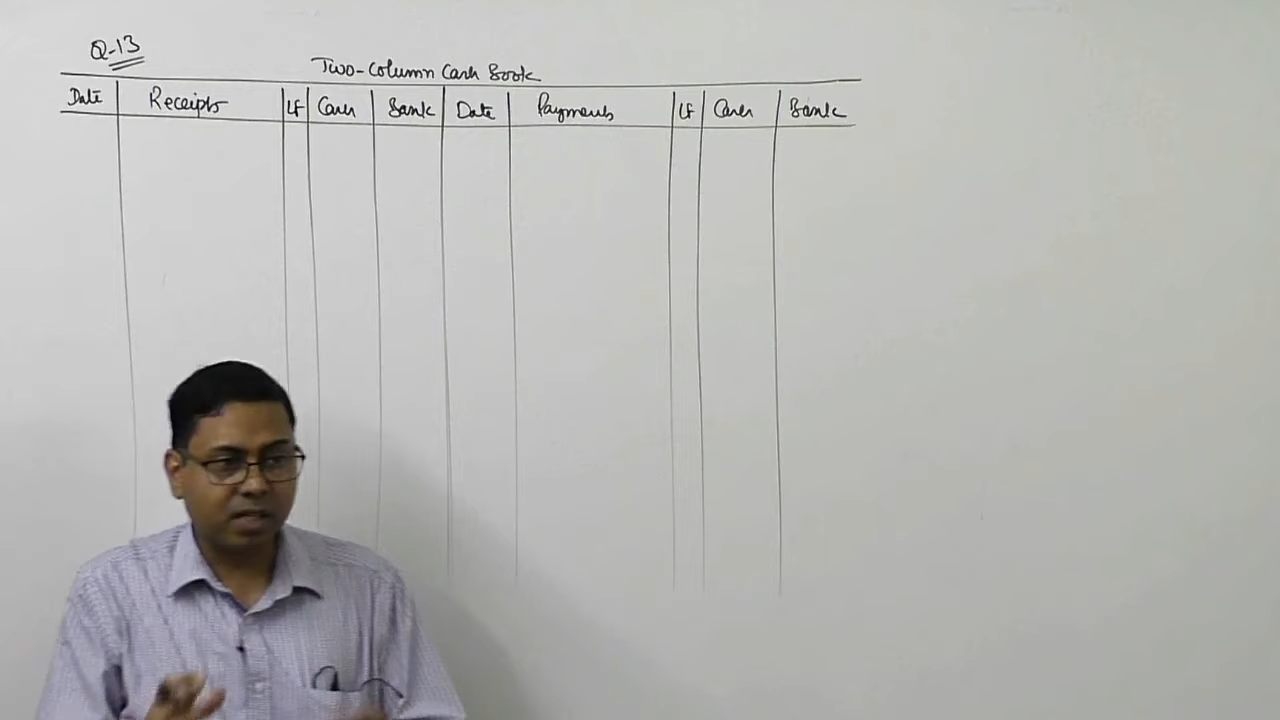 Q-13
Two-Column Cash Book
Date Receipts LF Cash Bank Date Payments LF Cash Bank